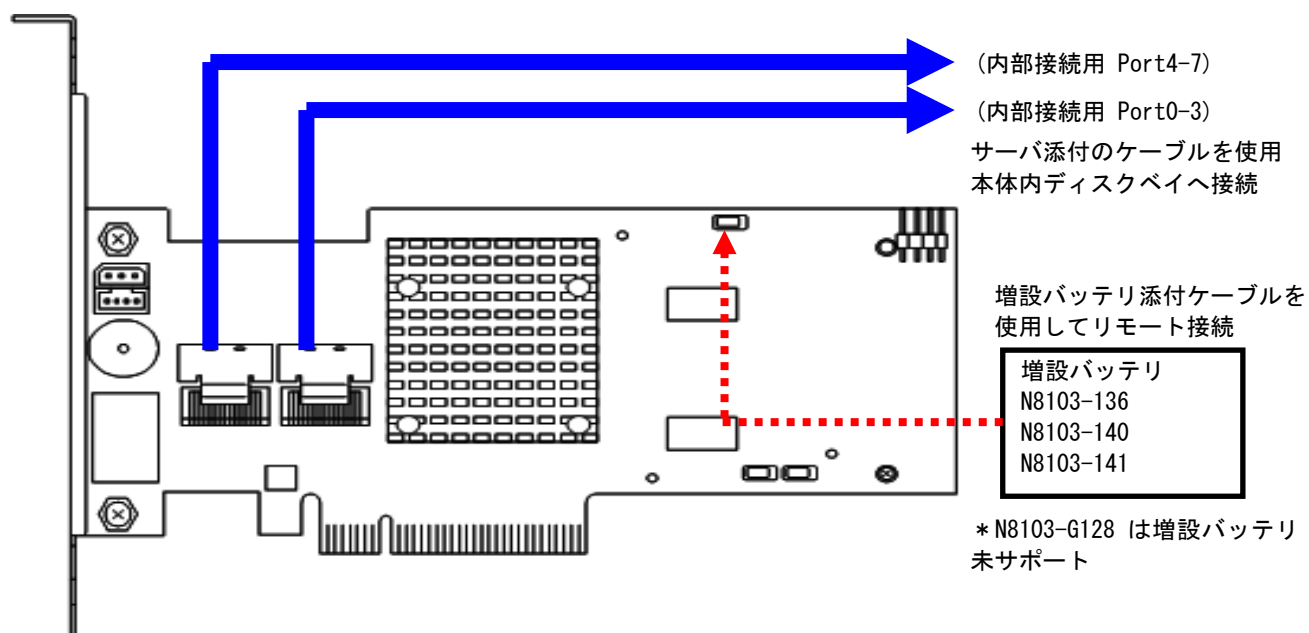 (内部接続用 Port4-7)
(内部接続用 Port0-3)
サーバ添付のケーブルを使用
本体内ディスクベイへ接続
増設バッテリ添付ケーブルを
使用してリモート接続
増設バッテリ
N8103-136
N8103-140
N8103-141
＊N8103-G128 は増設バッテリ
未サポート